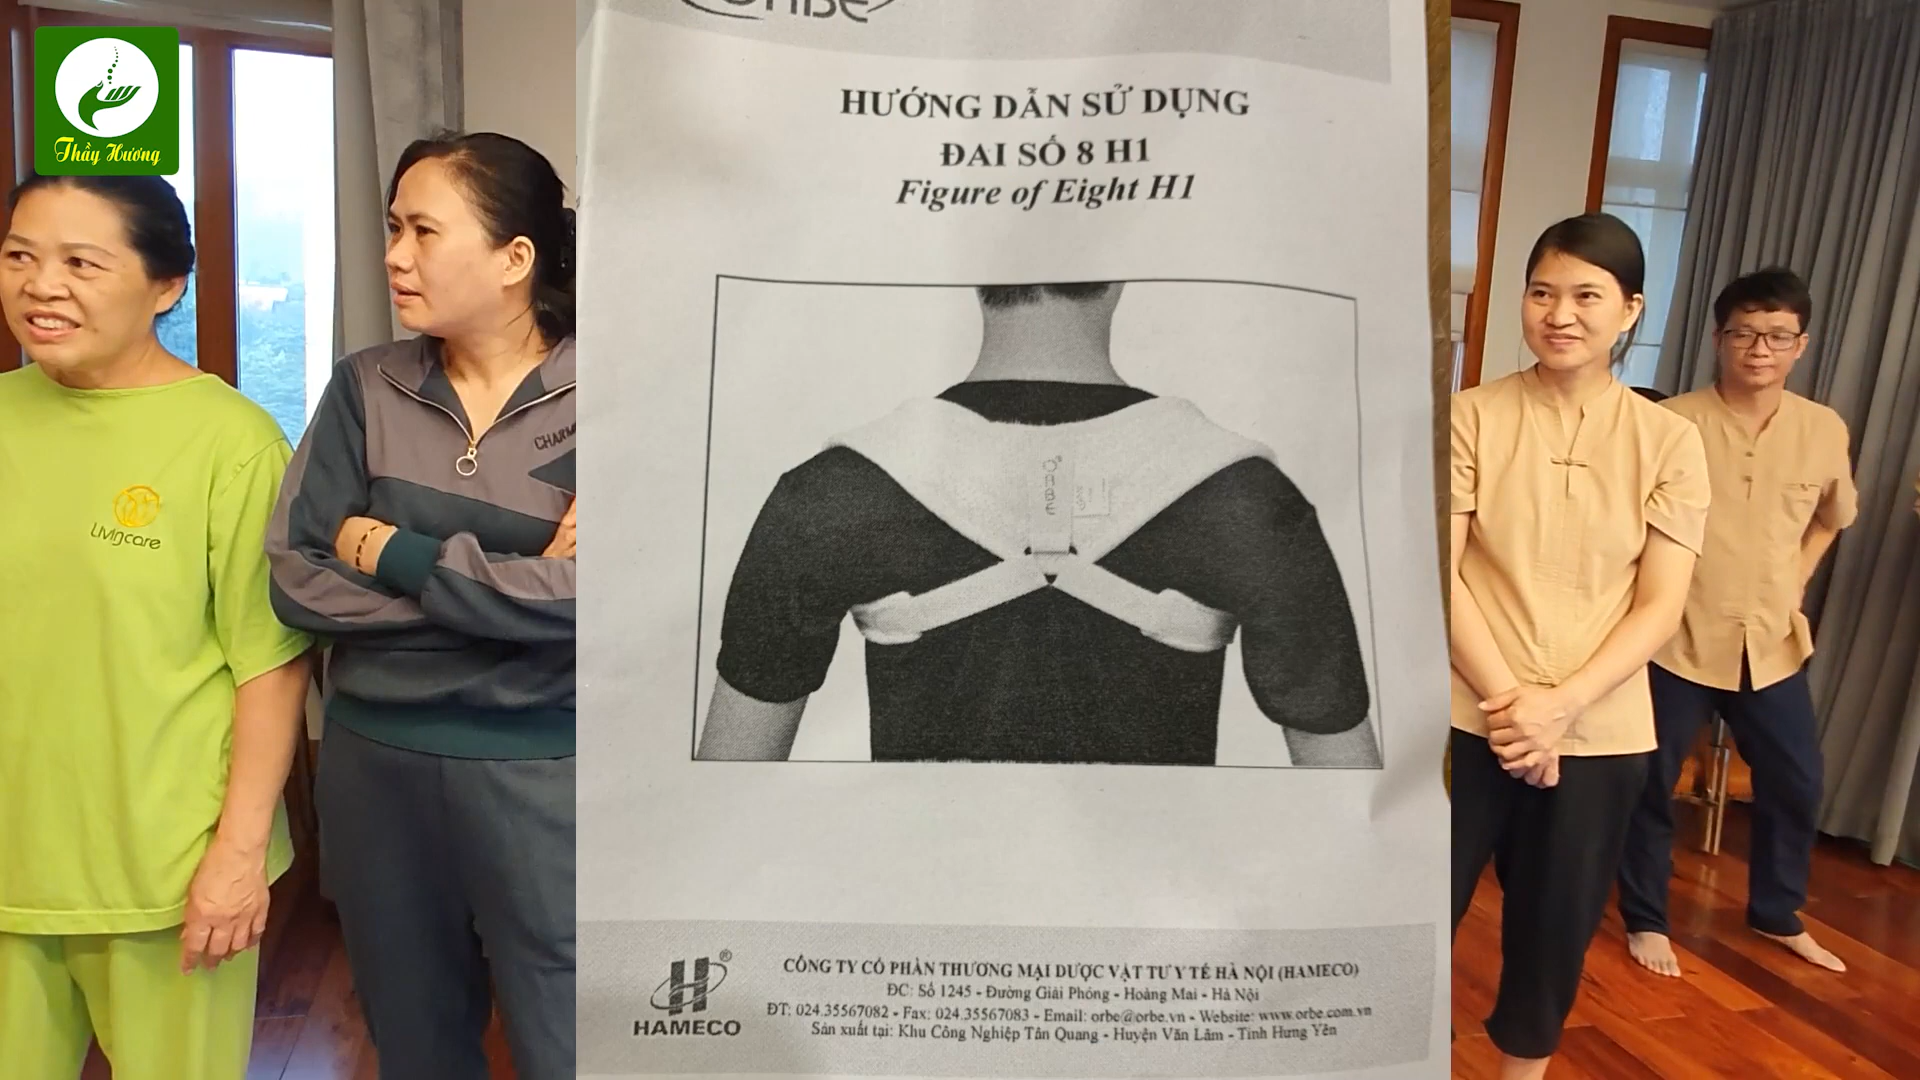 Thầy Hương
LIVINGcare
CHARM
ORBE
HƯỚNG DẪN SỬ DỤNG
ĐAI SỐ 8 H1
Figure of Eight H1
ORBE
H®
HAMECO
CÔNG TY CỔ PHẦN THƯƠNG MẠI DƯỢC VẬT TƯ Y TẾ HÀ NỘI (HAMECO)
ĐC: Số 1245 - Đường Giải Phóng - Hoàng Mai - Hà Nội
ĐT: 024.35567082 - Fax: 024.35567083 - Email: orbe@orbe.vn - Website: www.orbe.com.vn
Sản xuất tại: Khu Công Nghiệp Tân Quang - Huyện Văn Lâm - Tỉnh Hưng Yên